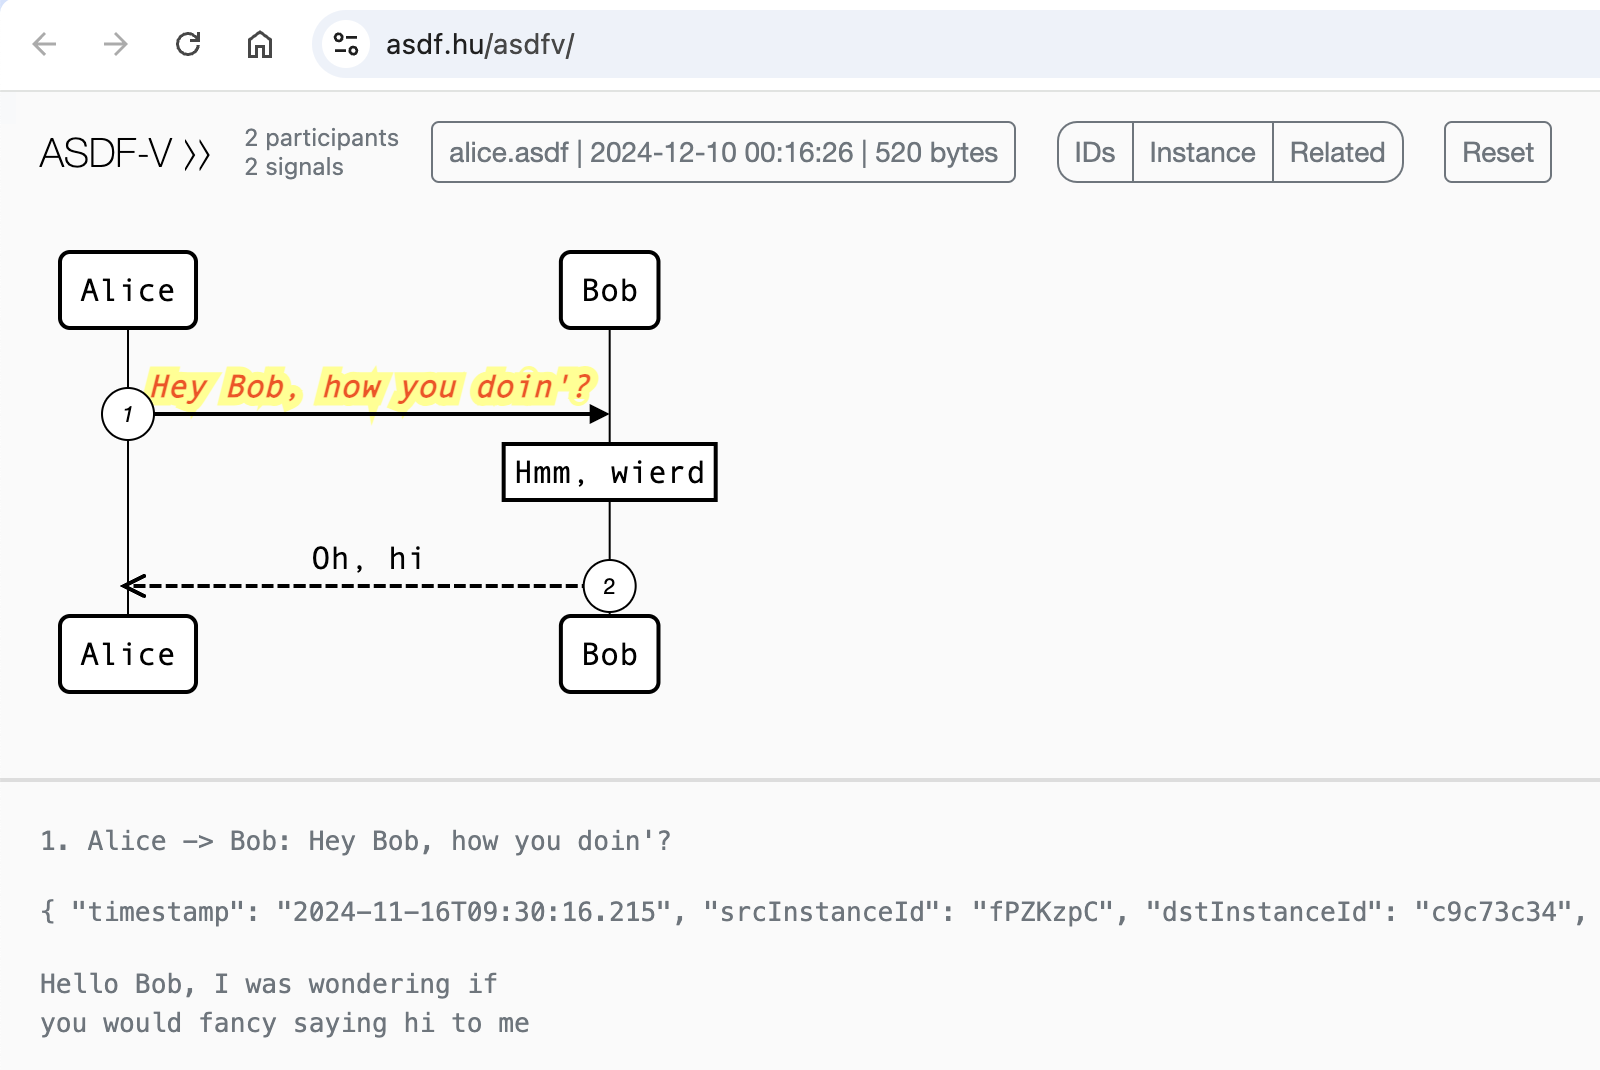 asdf.hu/asdfv/
ASDF-V
2 participants
2 signals
alice.asdf | 2024-12-10 00:16:26 | 520 bytes
IDs
Instance
Related
Reset
Alice
Bob
Hey Bob, how you doin'?
1
Hmm, wierd
Oh, hi
2
Alice
Bob
1. Alice -> Bob: Hey Bob, how you doin'?
{ "timestamp": "2024-11-16T09:30:16.215", "srcInstanceId": "fPZKzpC", "dstInstanceId": "c9c73c34",
Hello Bob, I was wondering if
you would fancy saying hi to me